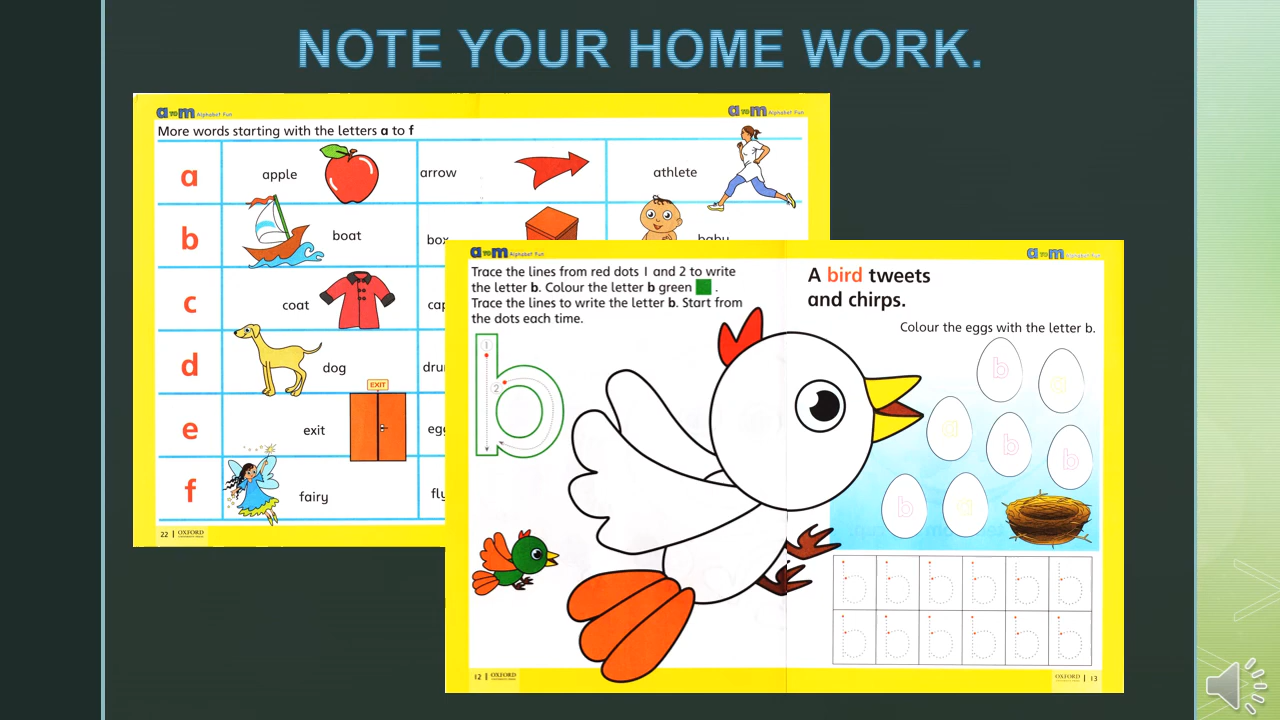 NOTE YOUR HOME WORK.
a TO m Alphabet Fun
a TO m Alphabet Fun
More words starting with the letters a to f
a apple arrow athlete
b boat box baby
c coat
d dog
EXIT
e exit
f fairy
22 OXFORD
a TO m Alphabet Fun
Trace the lines from red dots 1 and 2 to write
the letter b. Colour the letter b green .
Trace the lines to write the letter b. Start from
the dots each time.
1
2
b
12 OXFORD
a TO m Alphabet Fun
A bird tweets
and chirps.
Colour the eggs with the letter b.
b a
a b b
b a
b b b b b b
b b b b b b
OXFORD 13